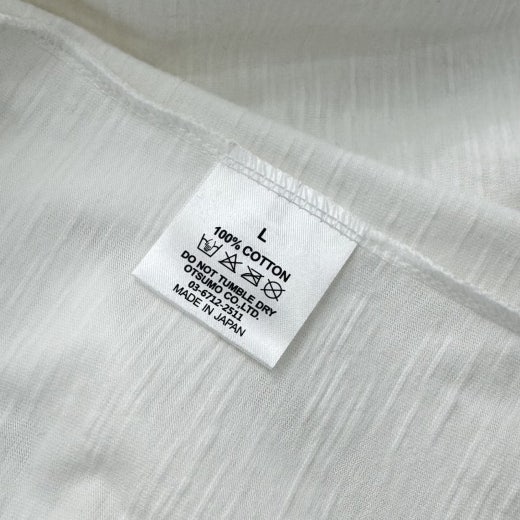 L
100% COTTON
DO NOT TUMBLE DRY
OTSUMO CO.,LTD.
03-6712-2511
MADE IN JAPAN